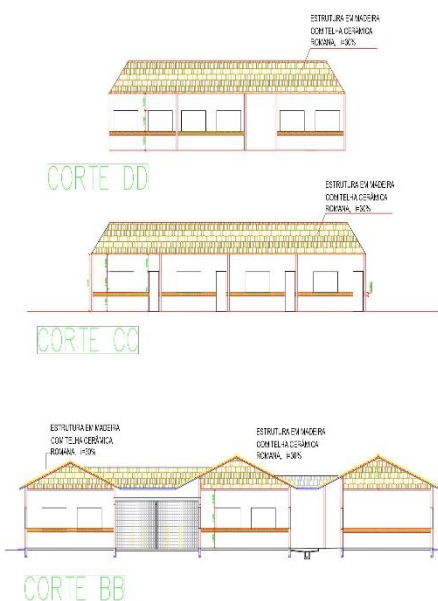 ESTRUTURA EM MADEIRA
COM TELHA CERÂMICA
ROMANA, i=30%
CORTE DD
ESTRUTURA EM MADEIRA
COM TELHA CERÂMICA
ROMANA, i=30%
CORTE CC
ESTRUTURA EM MADEIRA
COM TELHA CERÂMICA
ROMANA, i=30%
ESTRUTURA EM MADEIRA
COM TELHA CERÂMICA
ROMANA, i=30%
CORTE BB